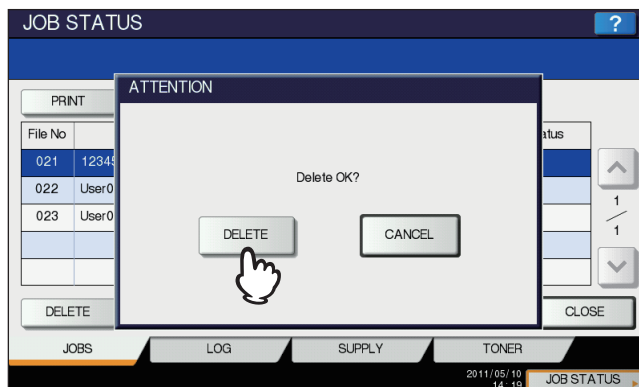 JOB STATUS ?
ATTENTION
PRINT
File No atus
021 12345
022 User0
023 User0
Delete OK?
DELETE CANCEL
1
1
DELETE CLOSE
JOBS LOG SUPPLY TONER
2011/05/10
14:19 JOB STATUS